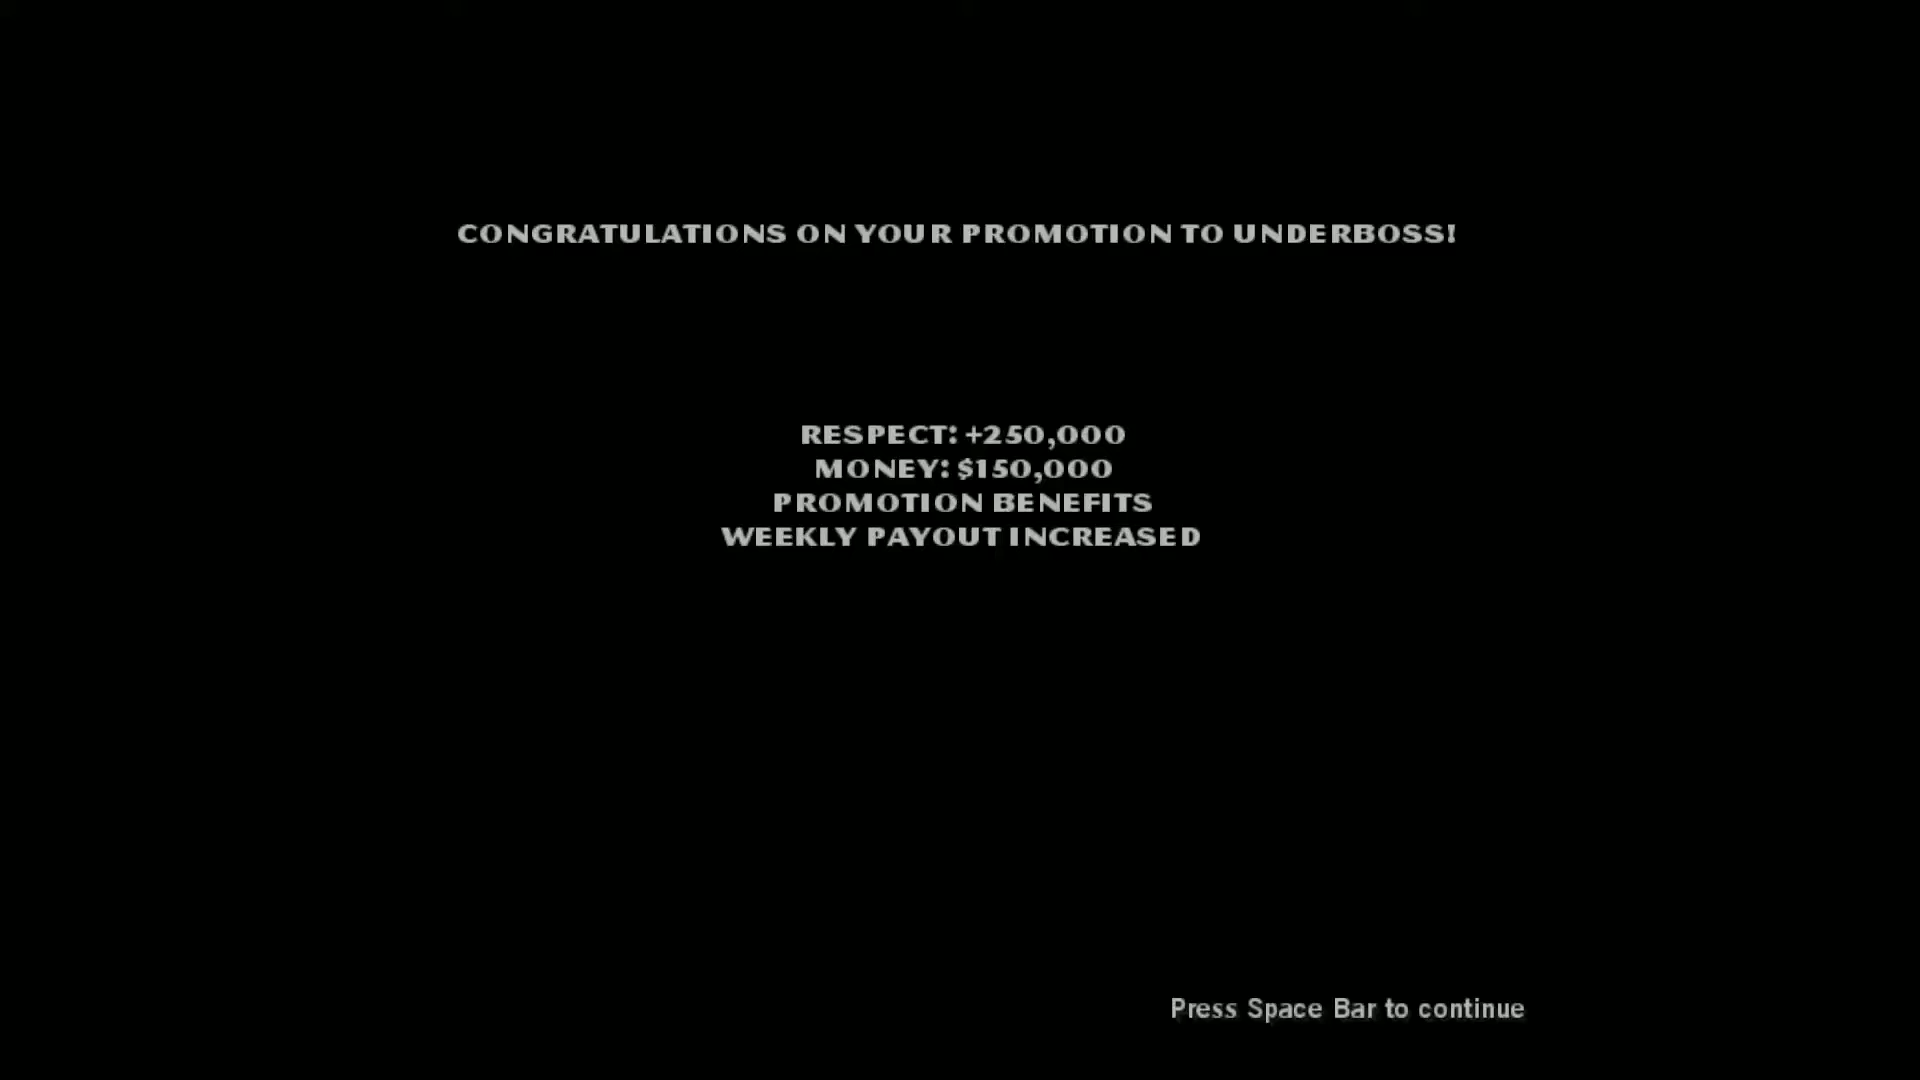 CONGRATULATIONS ON YOUR PROMOTION TO UNDERBOSS!
RESPECT: +250,000
MONEY: $150,000
PROMOTION BENEFITS
WEEKLY PAYOUT INCREASED
Press Space Bar to continue